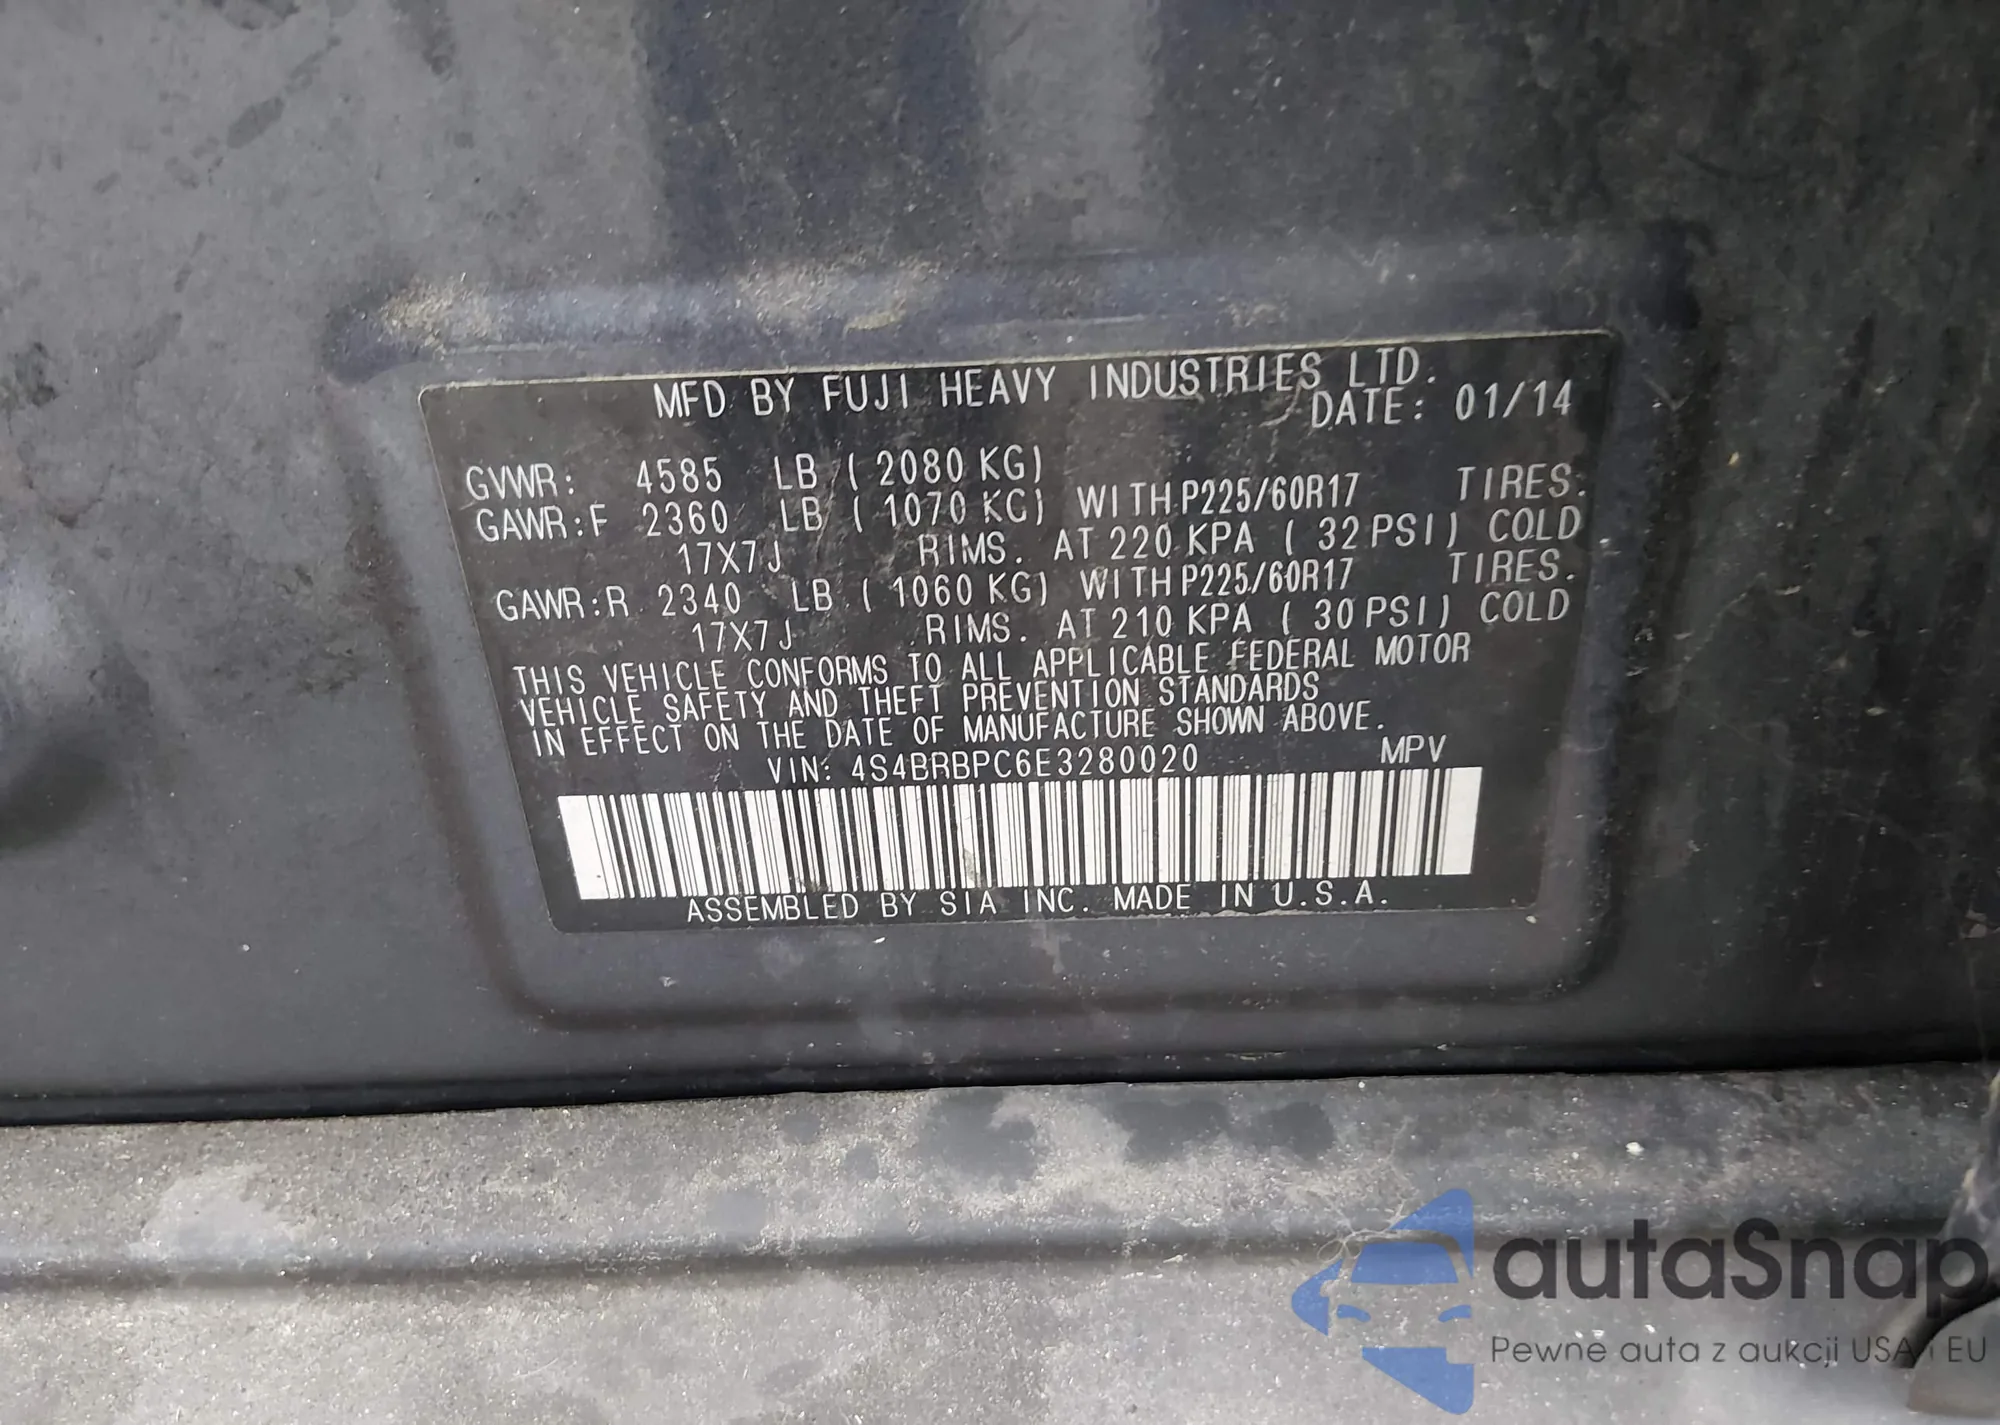 MFD BY FUJI HEAVY INDUSTRIES LTD.
DATE: 01/14
GVWR: 4585 LB ( 2080 KG)
GAWR:F 2360 LB ( 1070 KG) WITH P225/60R17 TIRES.
17X7J RIMS. AT 220 KPA ( 32 PSI) COLD
GAWR:R 2340 LB ( 1060 KG) WITH P225/60R17 TIRES.
17X7J RIMS. AT 210 KPA ( 30 PSI) COLD
THIS VEHICLE CONFORMS TO ALL APPLICABLE FEDERAL MOTOR
VEHICLE SAFETY AND THEFT PREVENTION STANDARDS
IN EFFECT ON THE DATE OF MANUFACTURE SHOWN ABOVE.
VIN: 4S4BRBPC6E3280020 MPV
ASSEMBLED BY SIA INC. MADE IN U.S.A.
autaSnap
Pewne auta z aukcji USA i EU